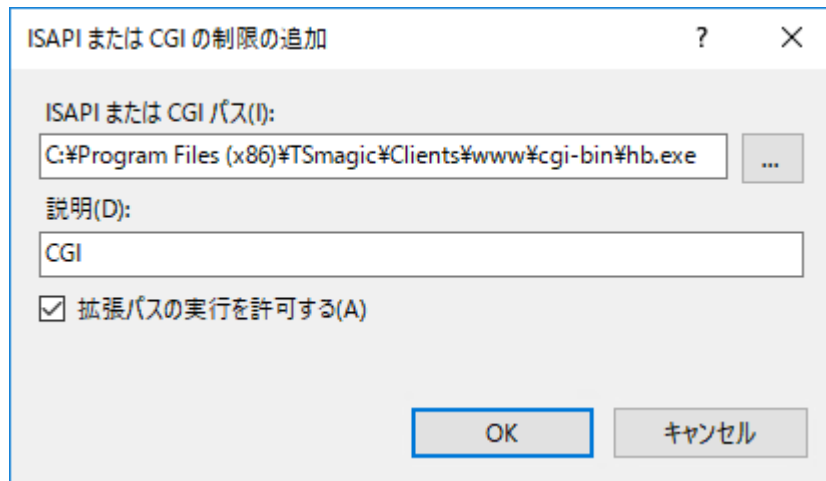 ISAPI または CGI の制限の追加 ?
ISAPI または CGI パス(I):
C:¥Program Files (x86)¥TSmagic¥Clients¥www¥cgi-bin¥hb.exe ...
説明(D):
CGI
拡張パスの実行を許可する(A)
OK キャンセル